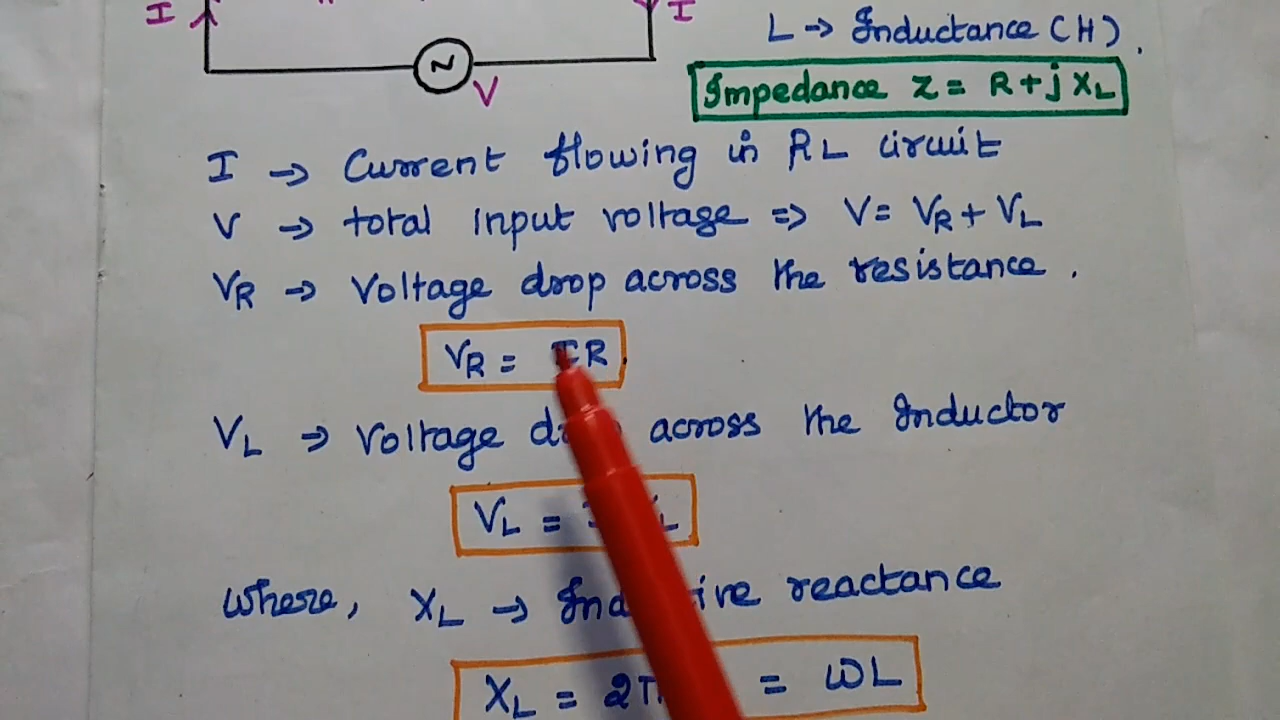 I I
L → Inductance (H).
V
Impedance Z = R + j XL
I → Current flowing in RL circuit
V → total input voltage ⇒ V = VR + VL
VR → Voltage drop across the resistance.
VR = IR
VL → Voltage across the Inductor
VL =
Where, XL → reactance
XL = = ωL